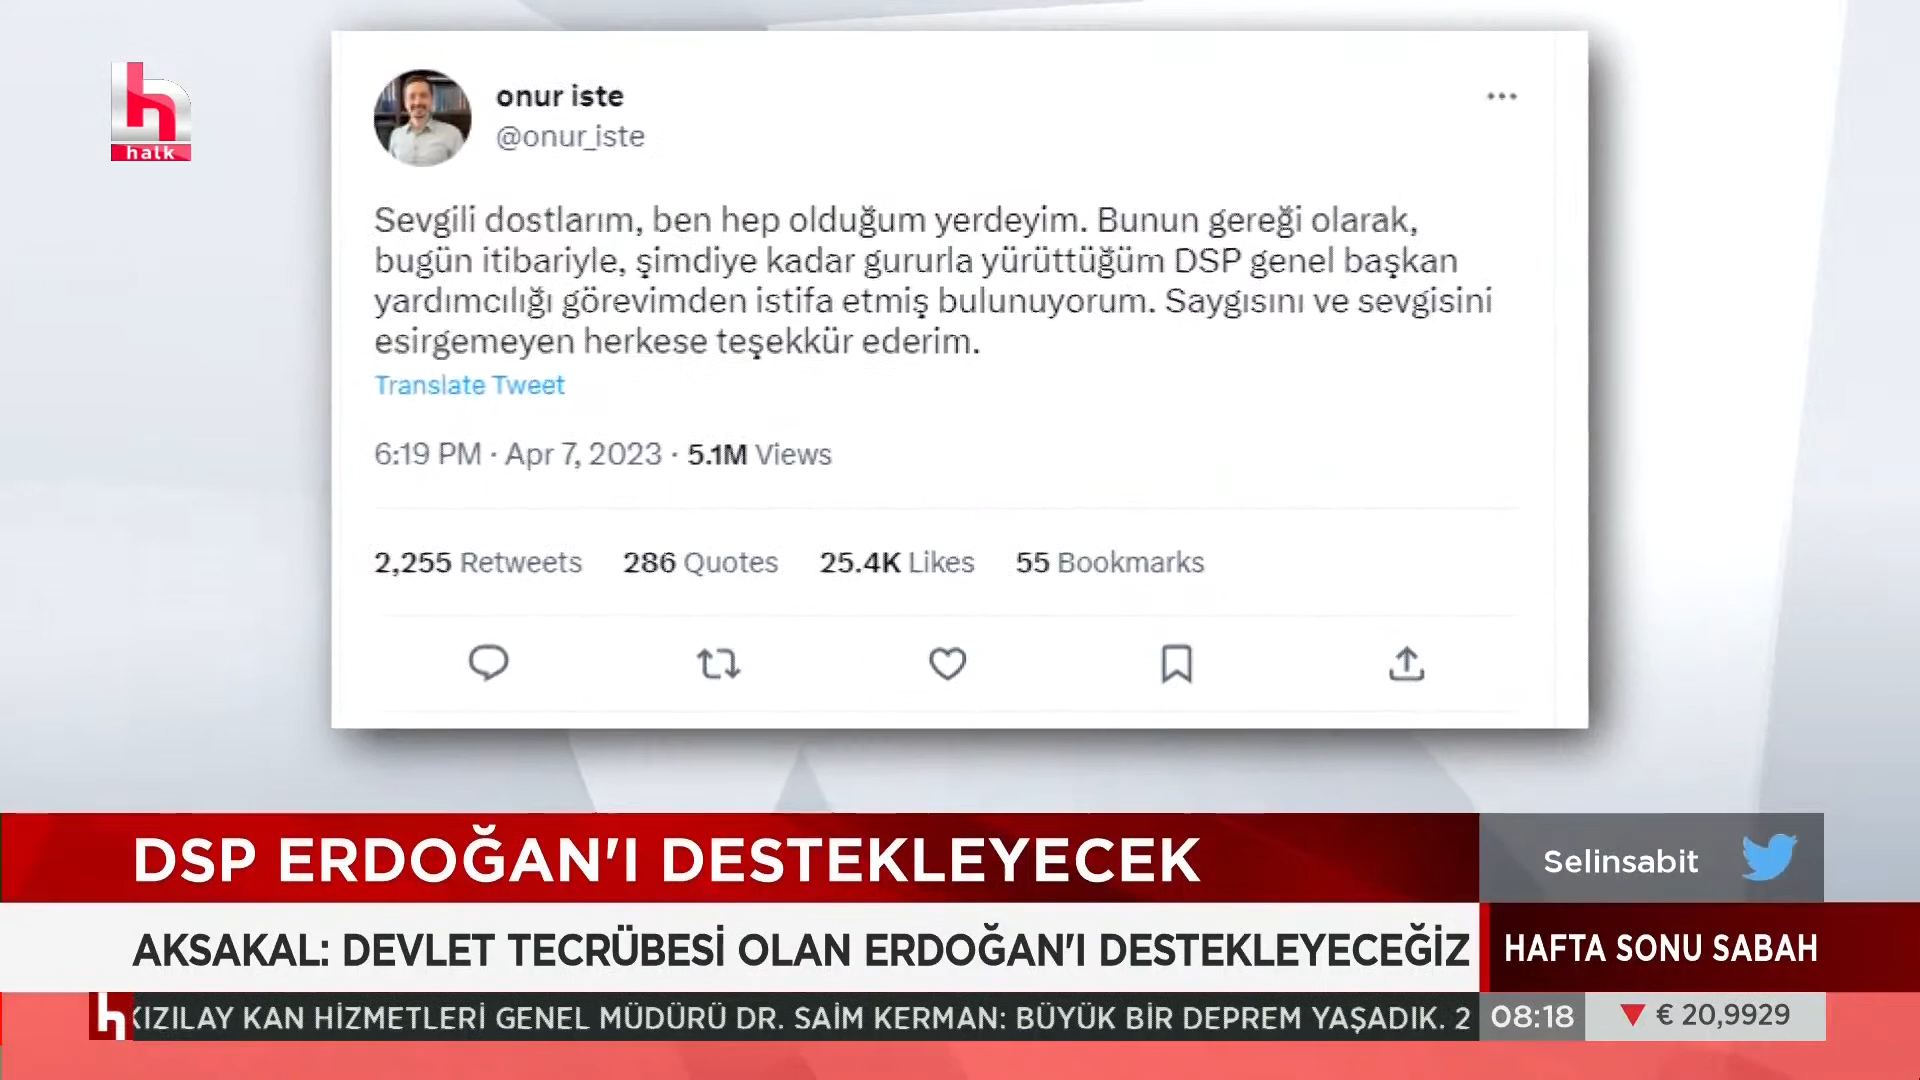 h
halk
onur iste
@onur_iste
Sevgili dostlarım, ben hep olduğum yerdeyim. Bunun gereği olarak,
bugün itibariyle, şimdiye kadar gururla yürüttüğüm DSP genel başkan
yardımcılığı görevimden istifa etmiş bulunuyorum. Saygısını ve sevgisini
esirgemeyen herkese teşekkür ederim.
Translate Tweet
6:19 PM · Apr 7, 2023 · 5.1M Views
2,255 Retweets 286 Quotes 25.4K Likes 55 Bookmarks
DSP ERDOĞAN'I DESTEKLEYECEK
Selinsabit
AKSAKAL: DEVLET TECRÜBESİ OLAN ERDOĞAN'I DESTEKLEYECEĞİZ
HAFTA SONU SABAH
h KIZILAY KAN HİZMETLERİ GENEL MÜDÜRÜ DR. SAİM KERMAN: BÜYÜK BİR DEPREM YAŞADIK. 2
08:18
€ 20,9929